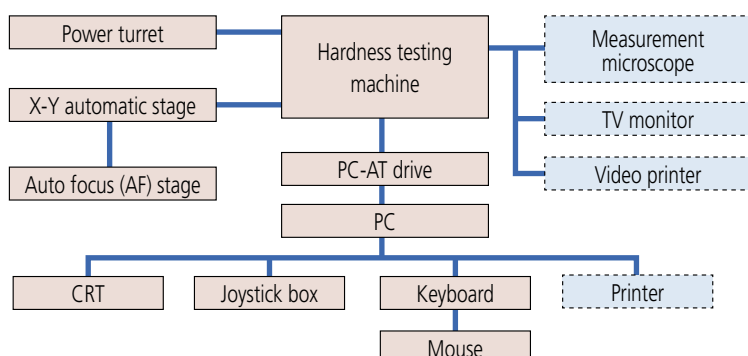 Power turret
Hardness testing
machine
Measurement
microscope
X-Y automatic stage
TV monitor
Auto focus (AF) stage
PC-AT drive
Video printer
PC
CRT
Joystick box
Keyboard
Printer
Mouse